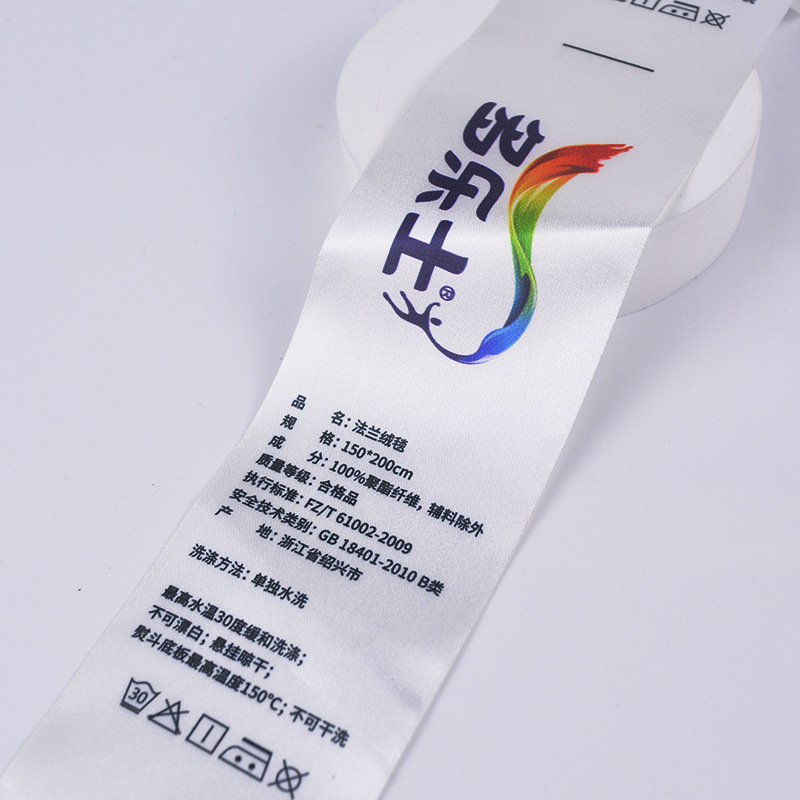 多乐士®
品 名：法兰绒毯
规 格：150*200cm
成 分：100%聚酯纤维，辅料除外
质量等级：合格品
执行标准：FZ/T 61002-2009
安全技术类别：GB 18401-2010 B类
产 地：浙江省绍兴市
洗涤方法：单独水洗
最高水温30度缓和洗涤；
不可漂白；悬挂晾干；
熨斗底板最高温度150℃；不可干洗
30